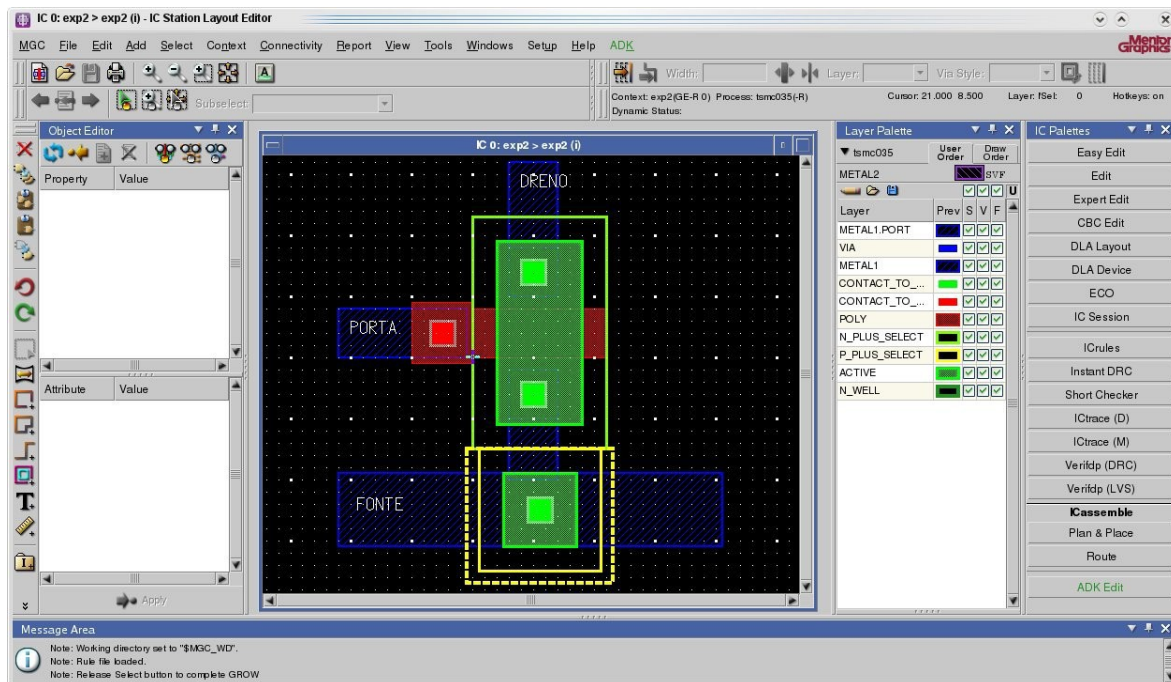 IC 0: exp2 > exp2 (i) - IC Station Layout Editor
MGC File Edit Add Select Context Connectivity Report View Tools Windows Setup Help ADK
Mentor Graphics
Width: Layer: Via Style:
Subselect:
Context: exp2(GE-R 0) Process: tsmc035(-R) Cursor: 21.000 8.500 Layer: fSel: 0 Hotkeys: on
Dynamic Status:
Object Editor
Property Value
Attribute Value
Apply
IC 0: exp2 > exp2 (i)
DRENO
PORTA
FONTE
Layer Palette
tsmc035 User Order Draw Order
METAL2 SVF
U
Layer Prev S V F
METAL1.PORT
VIA
METAL1
CONTACT_TO_...
CONTACT_TO_...
POLY
N_PLUS_SELECT
P_PLUS_SELECT
ACTIVE
N_WELL
IC Palettes
Easy Edit
Edit
Expert Edit
CBC Edit
DLA Layout
DLA Device
ECO
IC Session
ICrules
Instant DRC
Short Checker
ICtrace (D)
ICtrace (M)
Verifdp (DRC)
Verifdp (LVS)
ICassemble
Plan & Place
Route
ADK Edit
Message Area
Note: Working directory set to "$MGC_WD".
Note: Rule file loaded.
Note: Release Select button to complete GROW